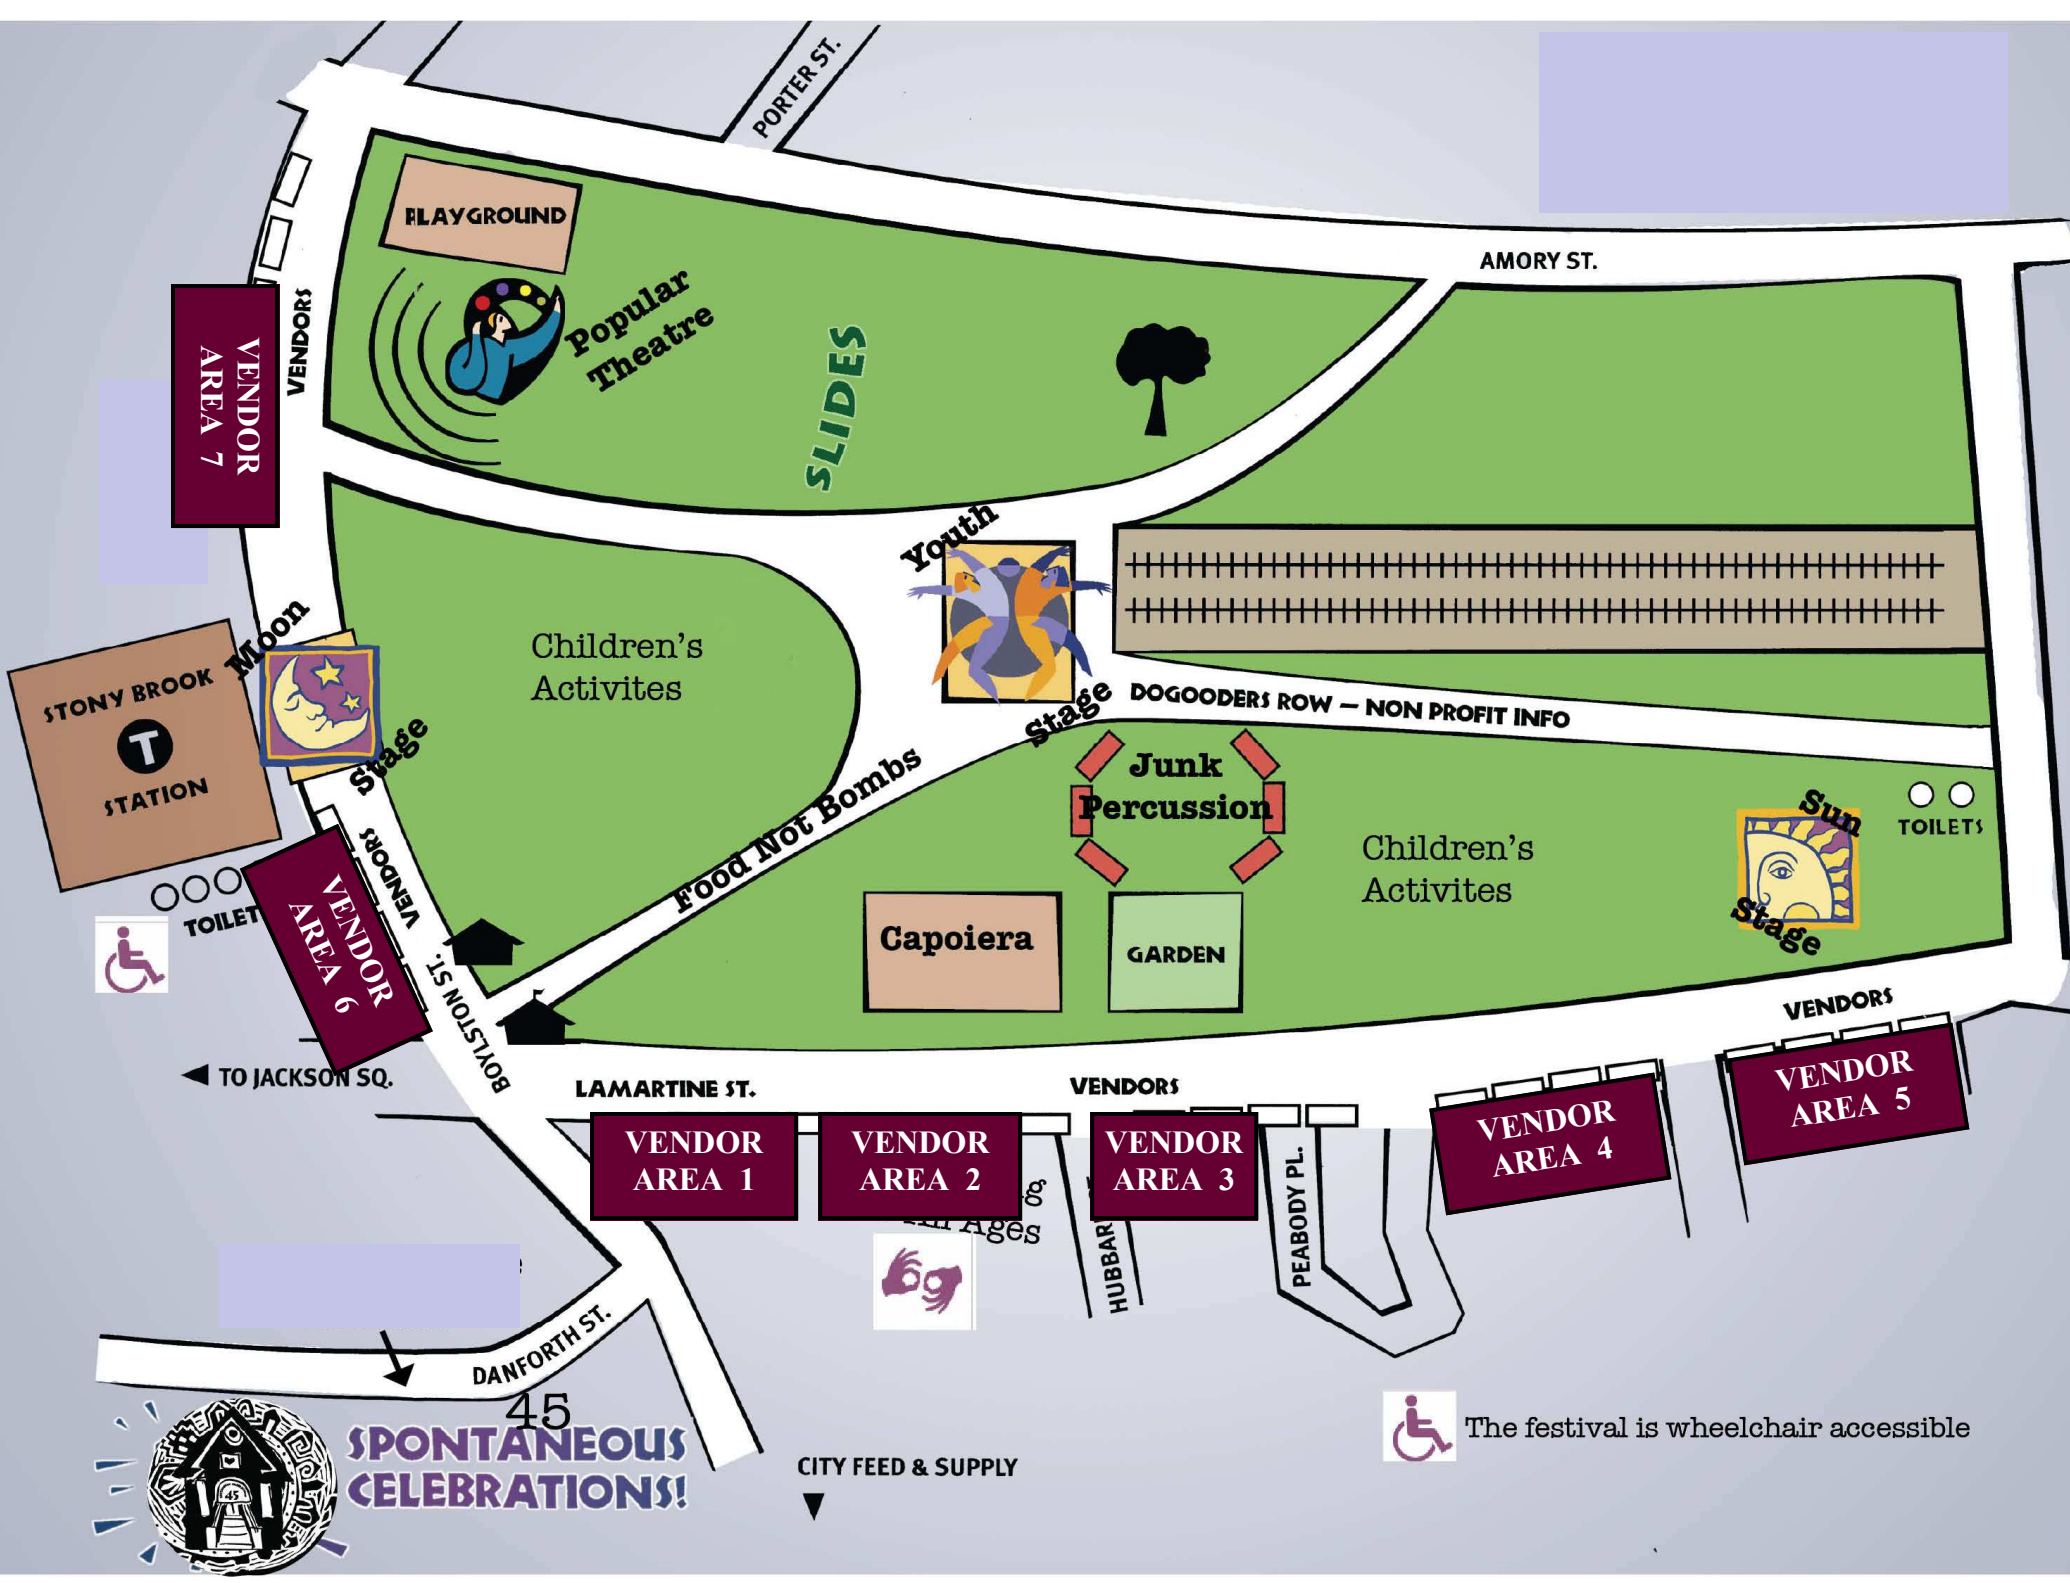 PORTER ST.
PLAYGROUND
AMORY ST.
VENDORS
VENDOR
AREA 7
Popular
Theatre
SLIDES
Youth
Stage
Moon
Stage
STONY BROOK
T
STATION
Children's
Activites
DOGOODERS ROW — NON PROFIT INFO
Junk
Percussion
Food Not Bombs
Children's
Activites
Sun
Stage
TOILETS
VENDORS
TOILET
VENDOR
AREA 6
Capoiera
GARDEN
BOYLSTON ST.
TO JACKSON SQ.
LAMARTINE ST.
VENDORS
VENDORS
VENDOR
AREA 1
VENDOR
AREA 2
VENDOR
AREA 3
VENDOR
AREA 4
VENDOR
AREA 5
Ages
HUBBAR
PEABODY PL.
DANFORTH ST.
45
SPONTANEOUS
CELEBRATIONS!
45
CITY FEED & SUPPLY
The festival is wheelchair accessible